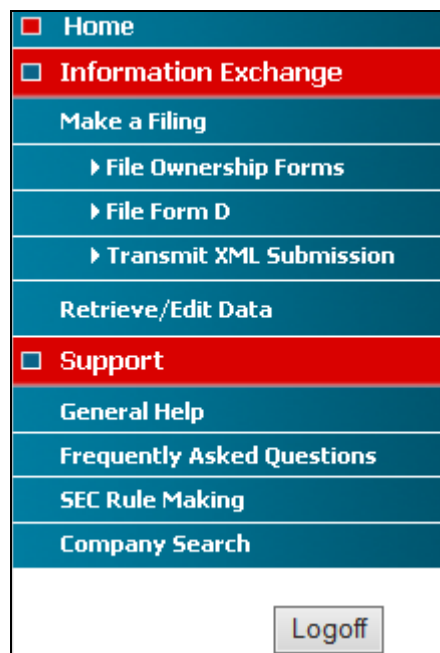 Home
Information Exchange
Make a Filing
File Ownership Forms
File Form D
Transmit XML Submission
Retrieve/Edit Data
Support
General Help
Frequently Asked Questions
SEC Rule Making
Company Search
Logoff